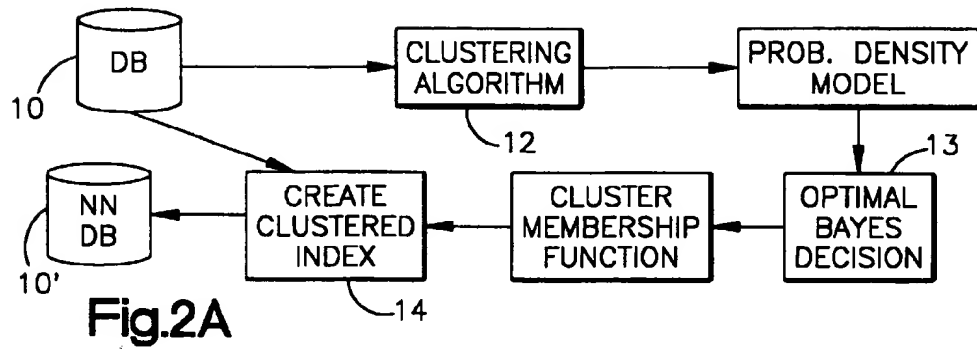 DB
10
CLUSTERING
ALGORITHM
12
PROB. DENSITY
MODEL
13
OPTIMAL
BAYES
DECISION
CLUSTER
MEMBERSHIP
FUNCTION
CREATE
CLUSTERED
INDEX
14
NN
DB
10'
Fig.2A